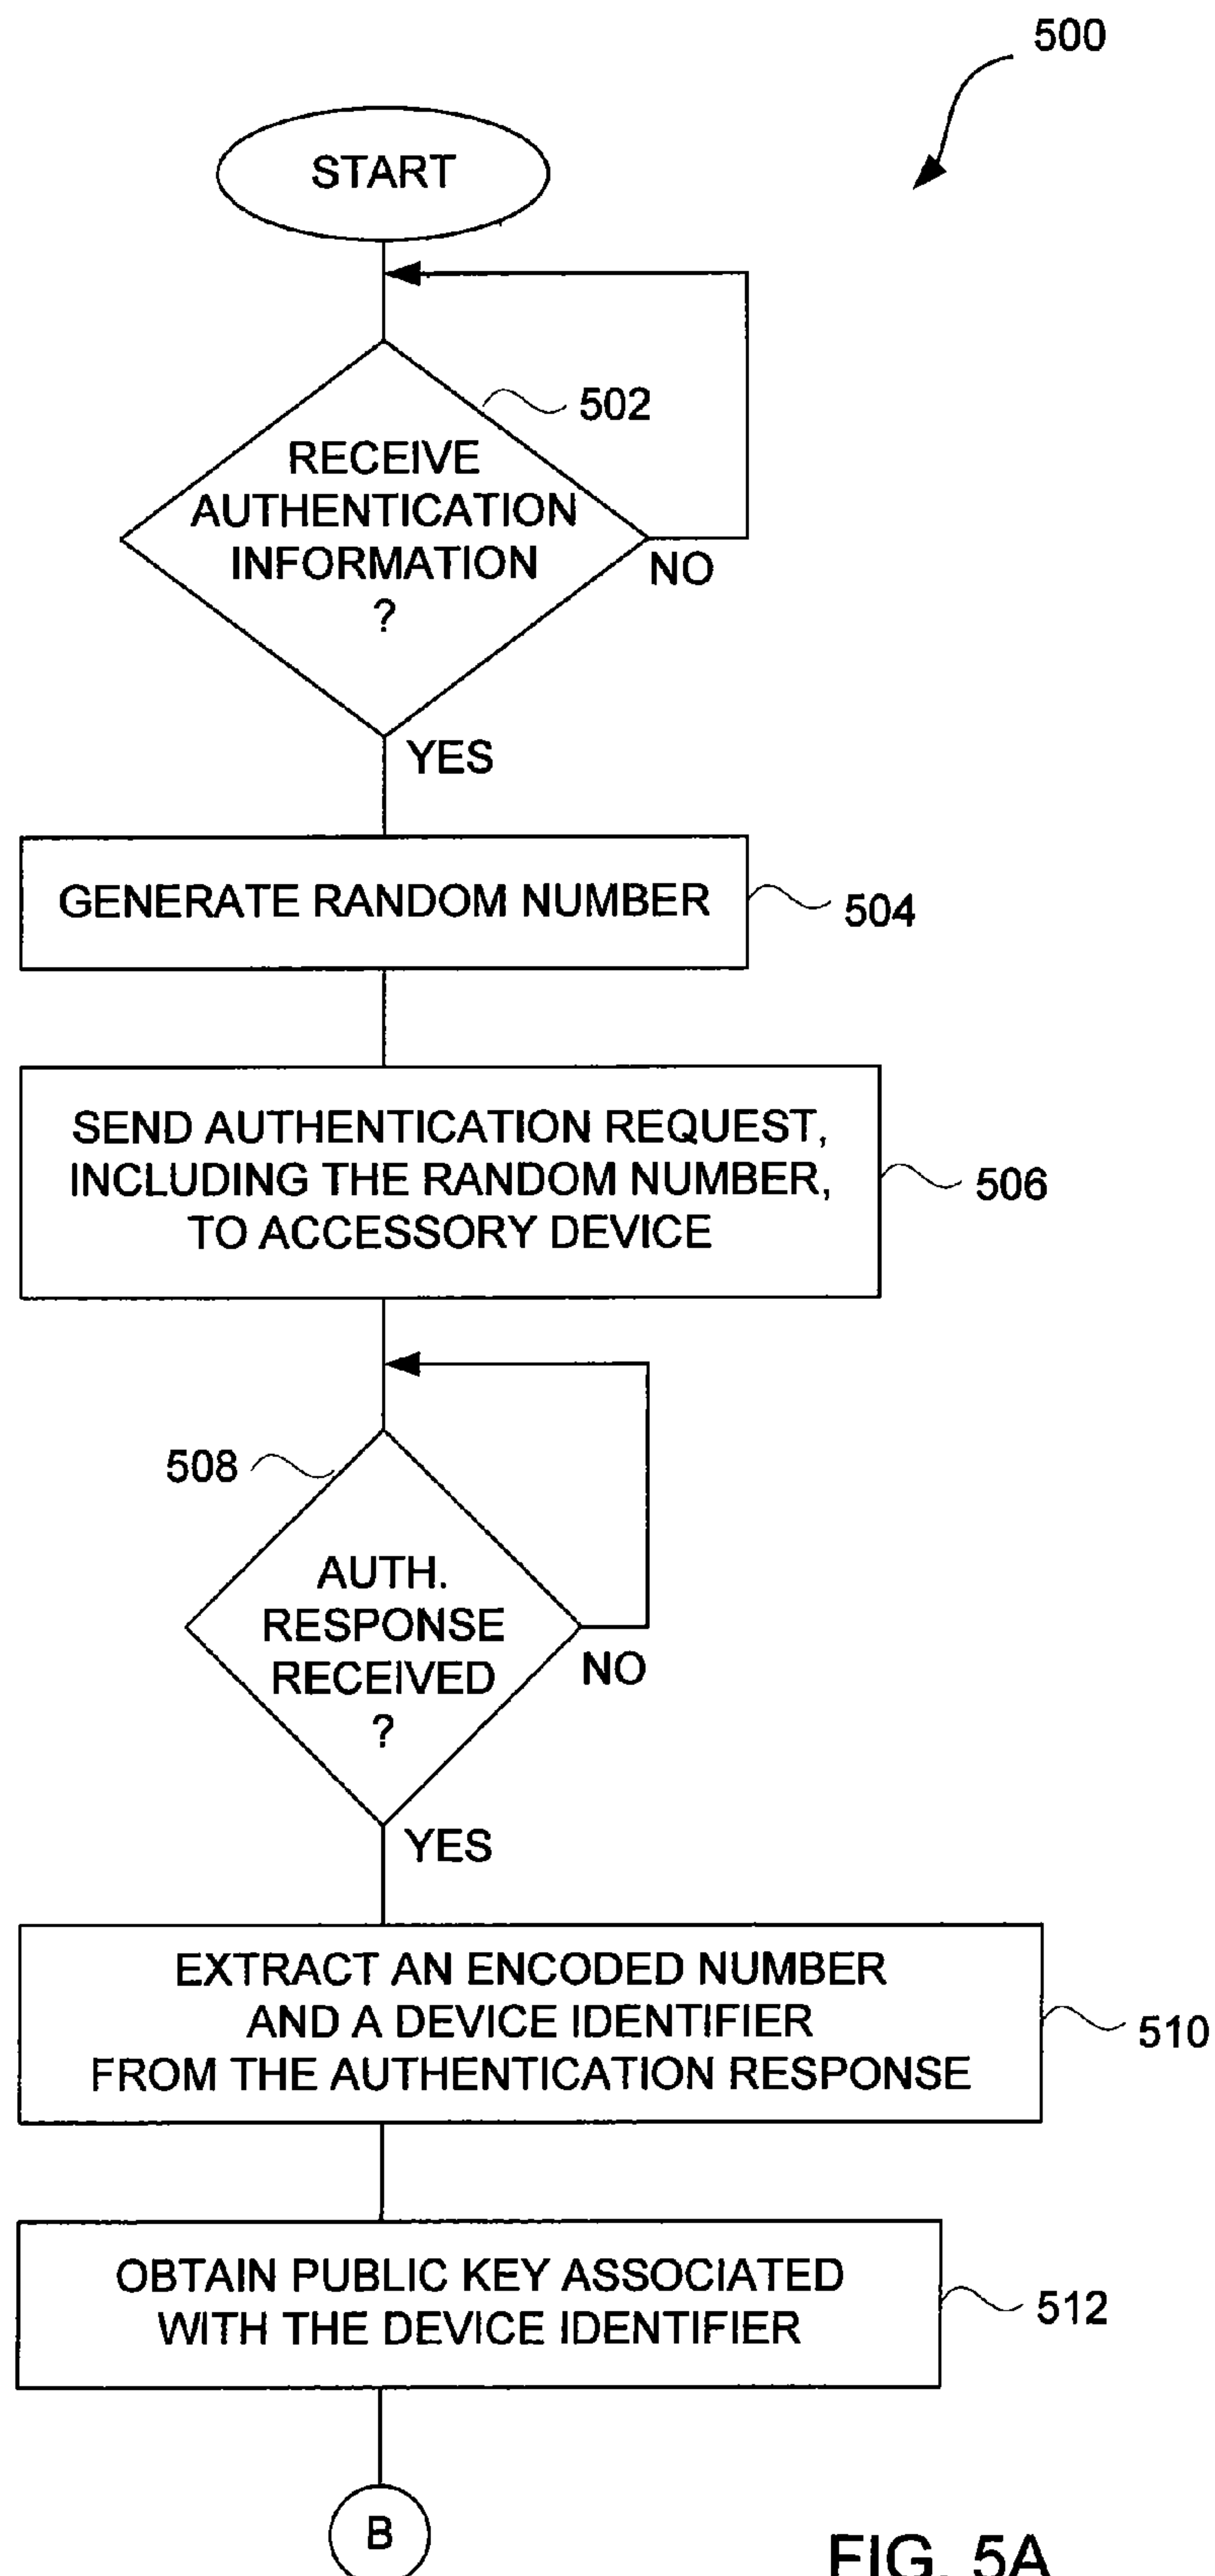 500
START
502
RECEIVE
AUTHENTICATION
INFORMATION
?
NO
YES
GENERATE RANDOM NUMBER
504
SEND AUTHENTICATION REQUEST,
INCLUDING THE RANDOM NUMBER,
TO ACCESSORY DEVICE
506
508
AUTH.
RESPONSE
RECEIVED
?
NO
YES
EXTRACT AN ENCODED NUMBER
AND A DEVICE IDENTIFIER
FROM THE AUTHENTICATION RESPONSE
510
OBTAIN PUBLIC KEY ASSOCIATED
WITH THE DEVICE IDENTIFIER
512
B
FIG. 5A